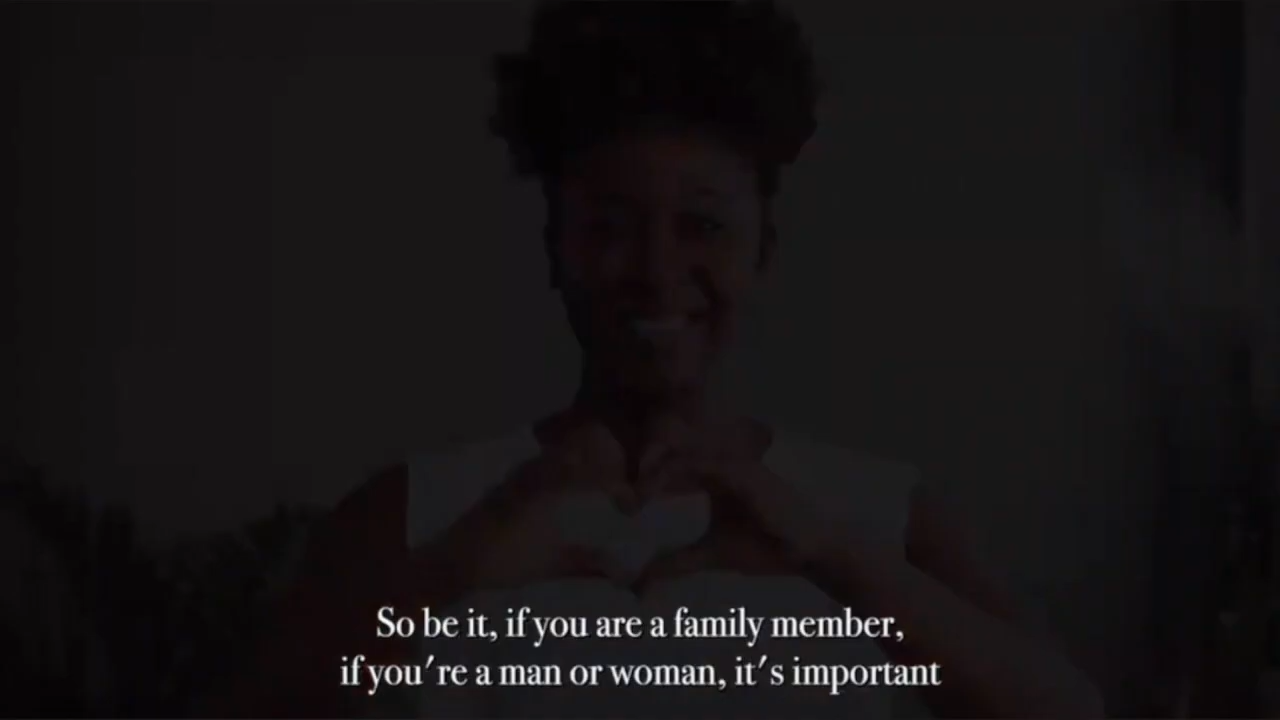 So be it, if you are a family member,
if you're a man or woman, it's important